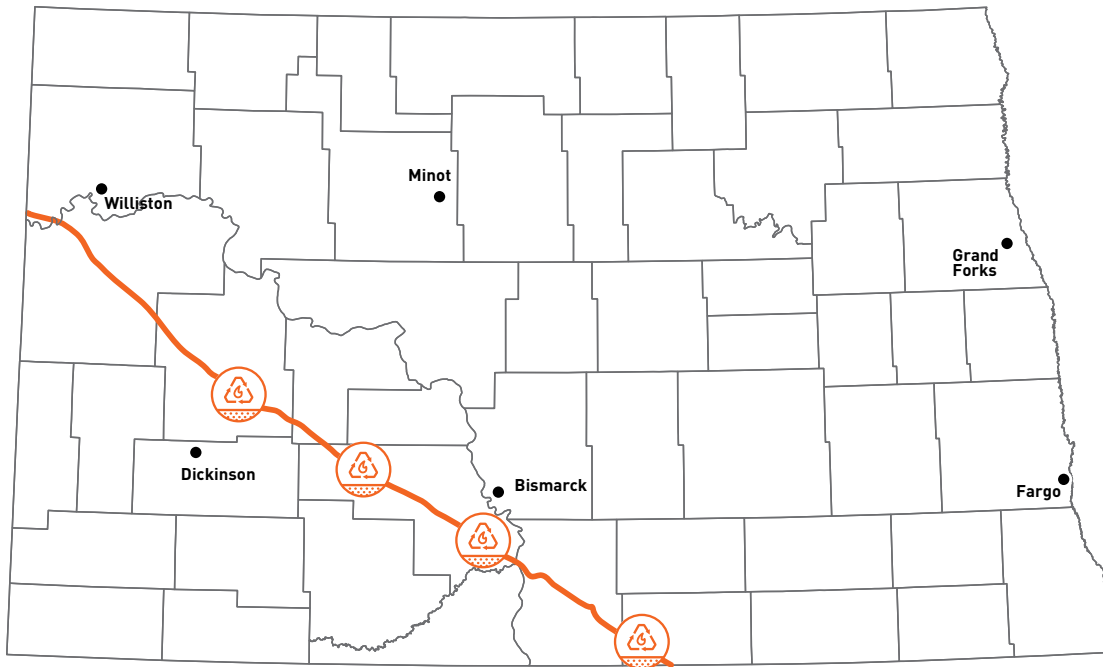 Minot
Williston
Grand
Forks
Dickinson
Bismarck
Fargo